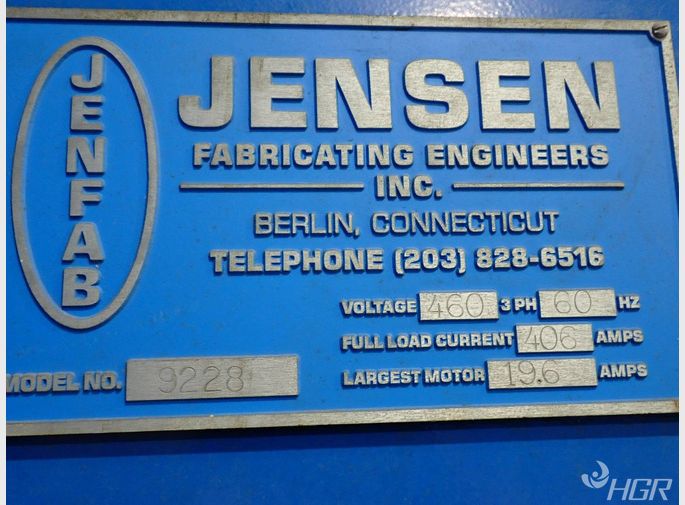 JENFAB
JENSEN
FABRICATING ENGINEERS
INC.
BERLIN, CONNECTICUT
TELEPHONE (203) 828-6516
VOLTAGE 460 3 PH 60 HZ
FULL LOAD CURRENT 406 AMPS
MODEL NO. 9228 LARGEST MOTOR 19.6 AMPS
HGR